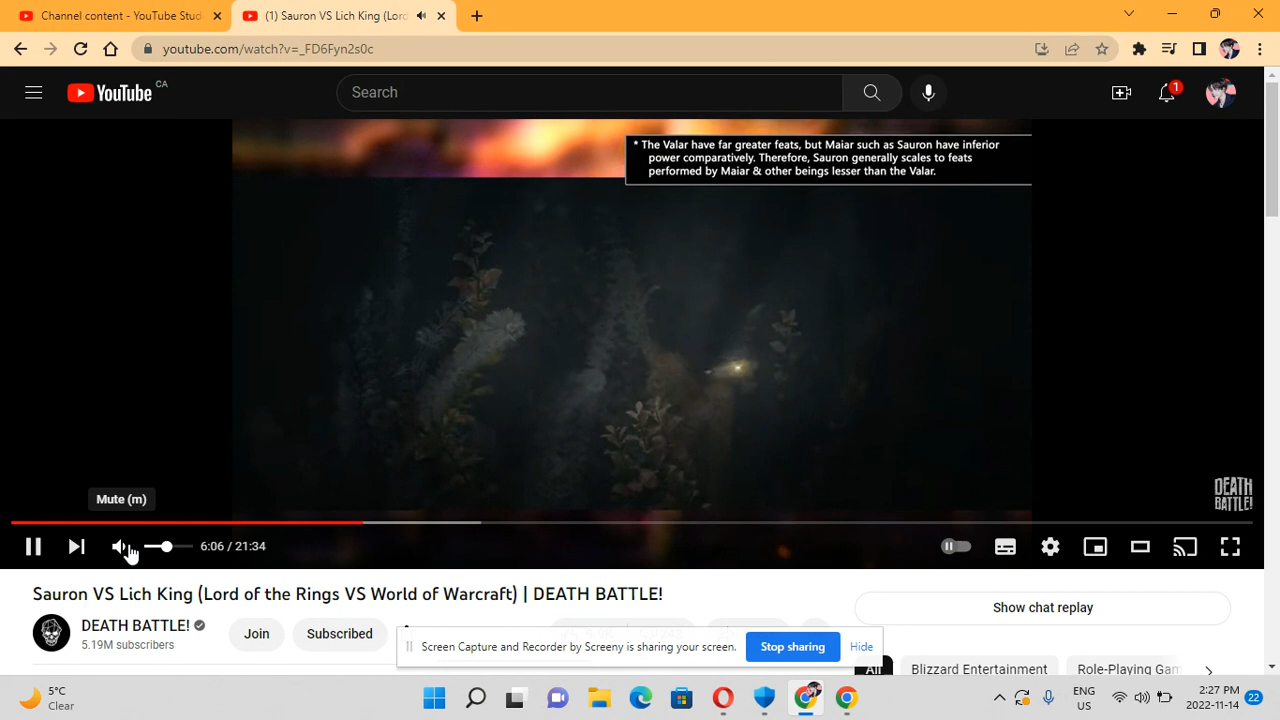 Channel content - YouTube Stud
(1) Sauron VS Lich King (Lord
youtube.com/watch?v=_FD6Fyn2s0c
YouTube CA
Search
1
* The Valar have far greater feats, but Maiar such as Sauron have inferior
power comparatively. Therefore, Sauron generally scales to feats
performed by Maiar & other beings lesser than the Valar.
DEATH
BATTLE!
Mute (m)
6:06 / 21:34
Sauron VS Lich King (Lord of the Rings VS World of Warcraft) | DEATH BATTLE!
Show chat replay
DEATH BATTLE!
5.19M subscribers
Join
Subscribed
Screen Capture and Recorder by Screeny is sharing your screen.
Stop sharing
Hide
All
Blizzard Entertainment
Role-Playing Gam
5°C
Clear
ENG
US
2:27 PM
2022-11-14
22